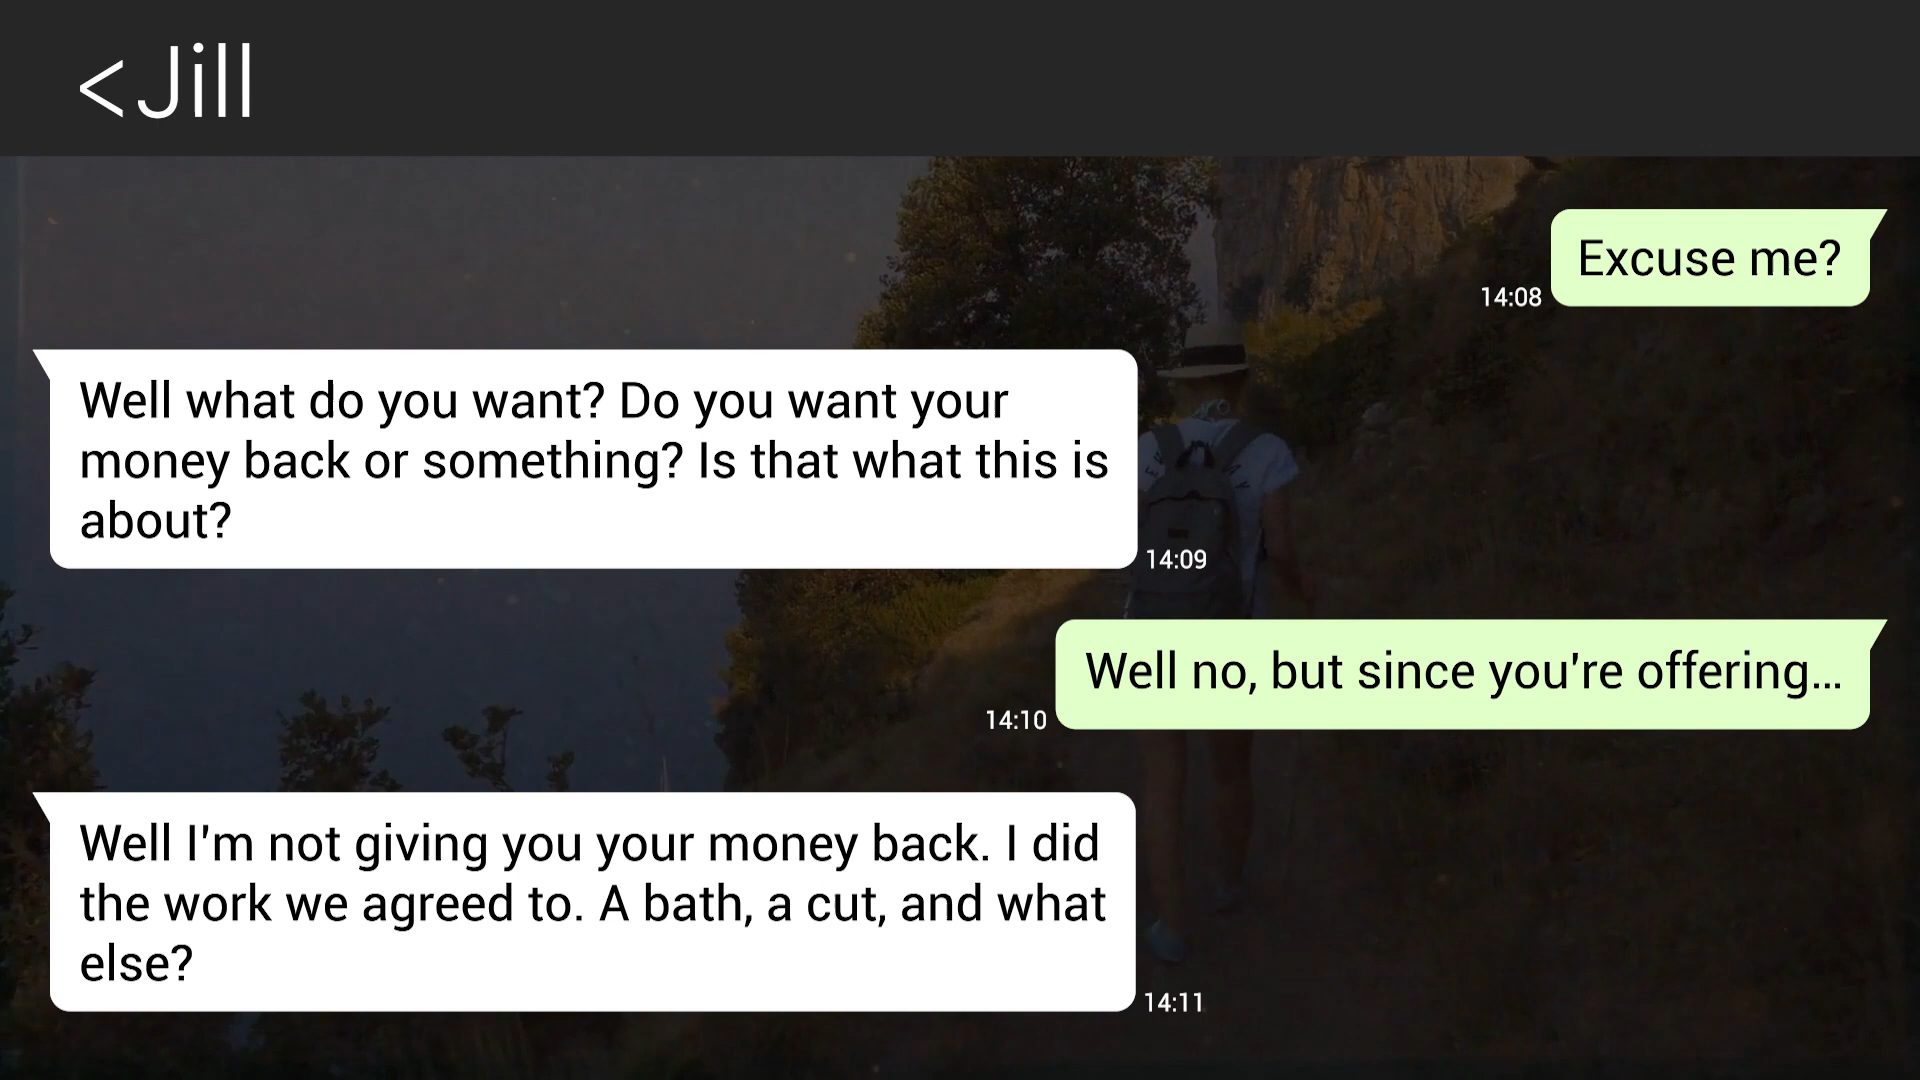 <Jill
Excuse me?
14:08
Well what do you want? Do you want your
money back or something? Is that what this is
about?
14:09
Well no, but since you're offering...
14:10
Well I'm not giving you your money back. I did
the work we agreed to. A bath, a cut, and what
else?
14:11